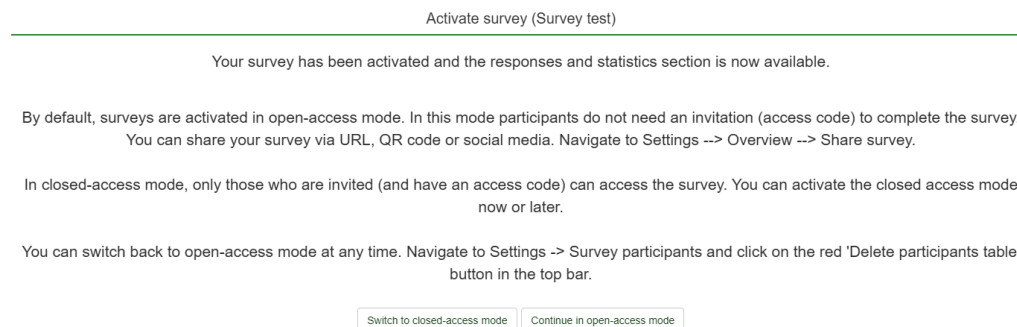 Activate survey (Survey test)
Your survey has been activated and the responses and statistics section is now available.
By default, surveys are activated in open-access mode. In this mode participants do not need an invitation (access code) to complete the survey
You can share your survey via URL, QR code or social media. Navigate to Settings --> Overview --> Share survey.
In closed-access mode, only those who are invited (and have an access code) can access the survey. You can activate the closed access mode
now or later.
You can switch back to open-access mode at any time. Navigate to Settings -> Survey participants and click on the red 'Delete participants table
button in the top bar.
Switch to closed-access mode
Continue in open-access mode